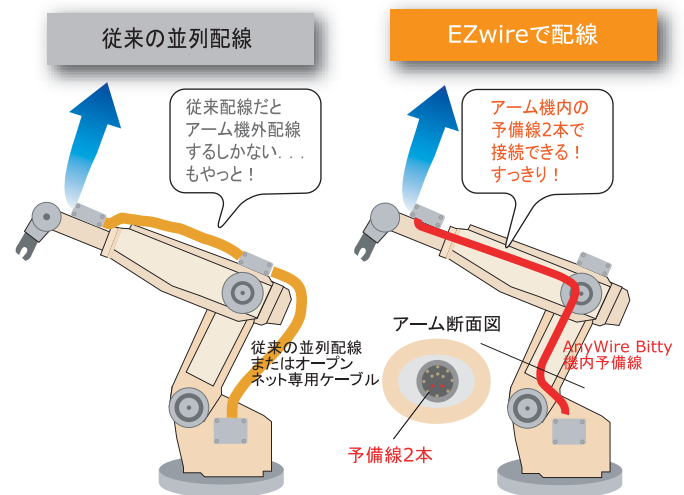 従来の並列配線
EZwireで配線
従来配線だと
アーム機外配線
するしかない...
もやっと！
アーム機内の
予備線2本で
接続できる！
すっきり！
従来の並列配線
またはオープン
ネット専用ケーブル
アーム断面図
AnyWire Bitty
機内予備線
予備線2本